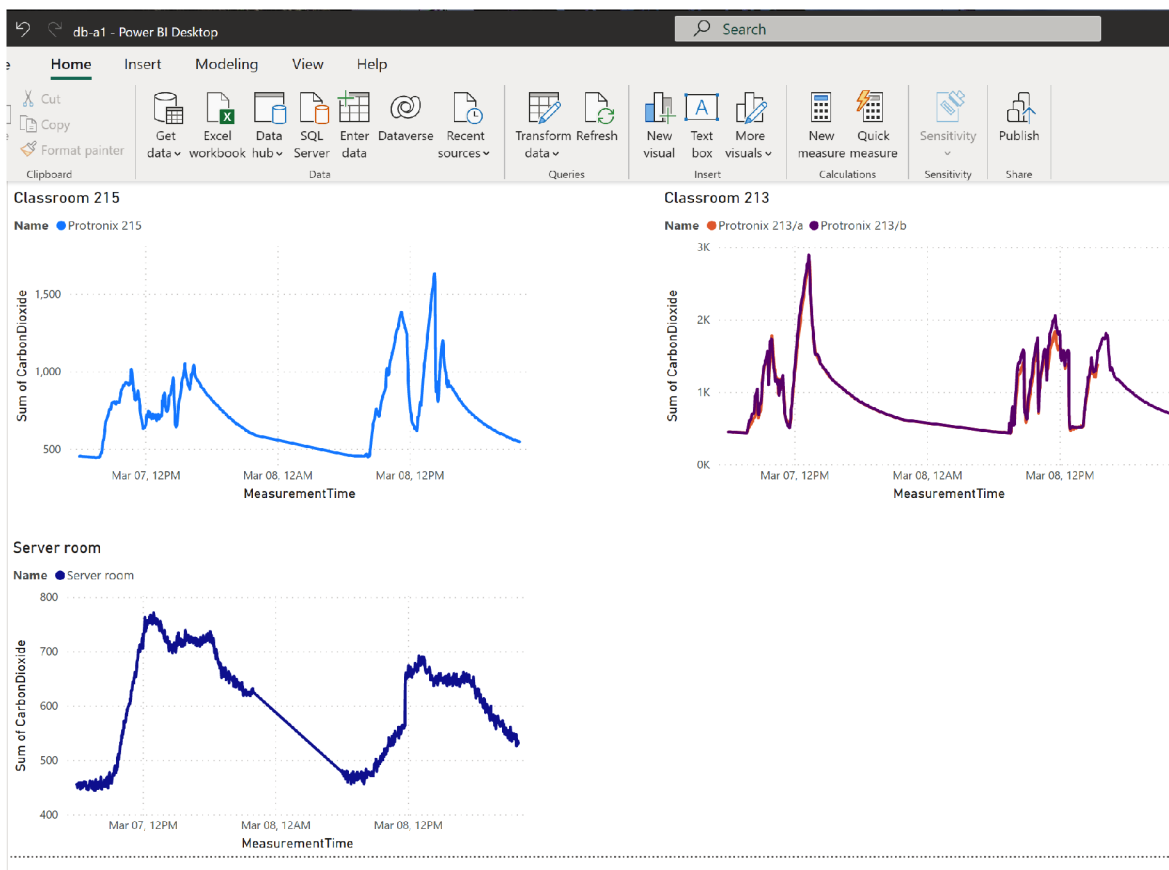 db-a1 - Power BI Desktop
Search
Home Insert Modeling View Help
Cut
Copy
Format painter
Get data
Excel workbook
Data hub
SQL Server
Enter data
Dataverse
Recent sources
Transform data
Refresh
New visual
Text box
More visuals
New measure
Quick measure
Sensitivity
Publish
Clipboard Data Queries Insert Calculations Sensitivity Share
Classroom 215
Name Protronix 215
Sum of CarbonDioxide
1,500
1,000
500
Mar 07, 12PM Mar 08, 12AM Mar 08, 12PM
MeasurementTime
Classroom 213
Name Protronix 213/a Protronix 213/b
Sum of CarbonDioxide
3K
2K
1K
0K
Mar 07, 12PM Mar 08, 12AM Mar 08, 12PM
MeasurementTime
Server room
Name Server room
Sum of CarbonDioxide
800
700
600
500
400
Mar 07, 12PM Mar 08, 12AM Mar 08, 12PM
MeasurementTime